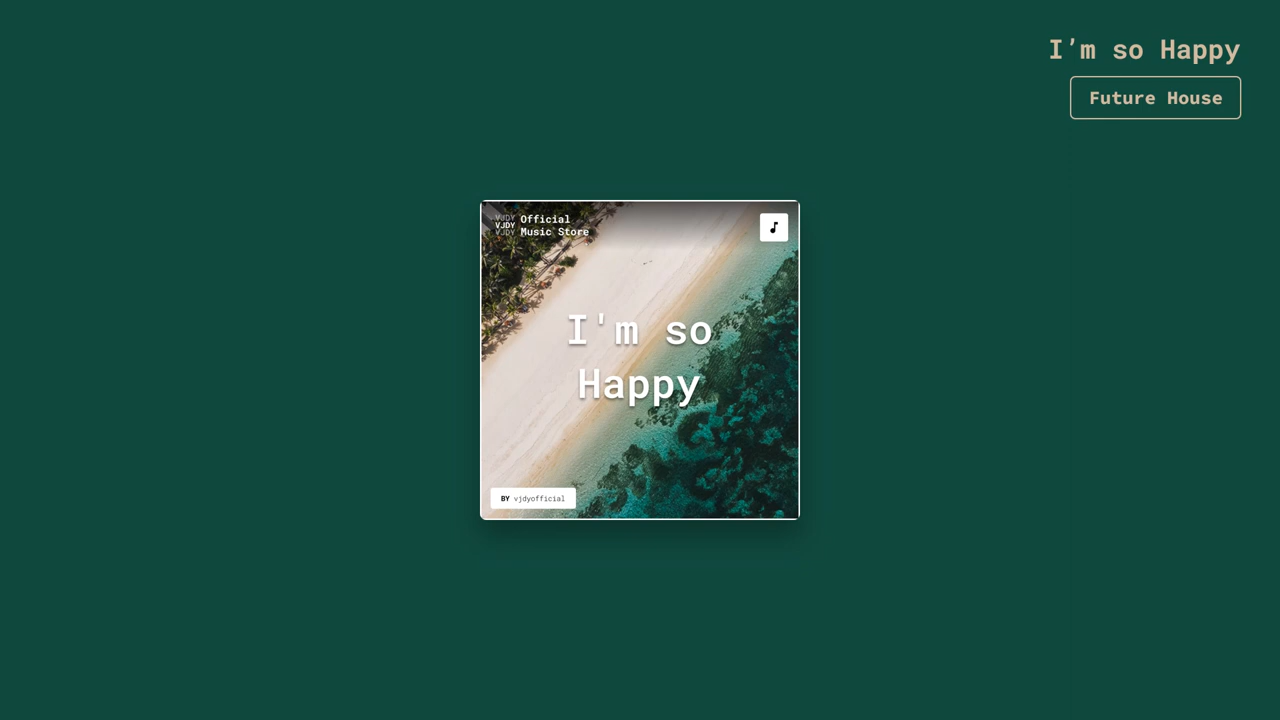 I’m so Happy
Future House
VJDY
VJDY
VJDY
Official
Music Store
I'm so
Happy
BY vjdyofficial